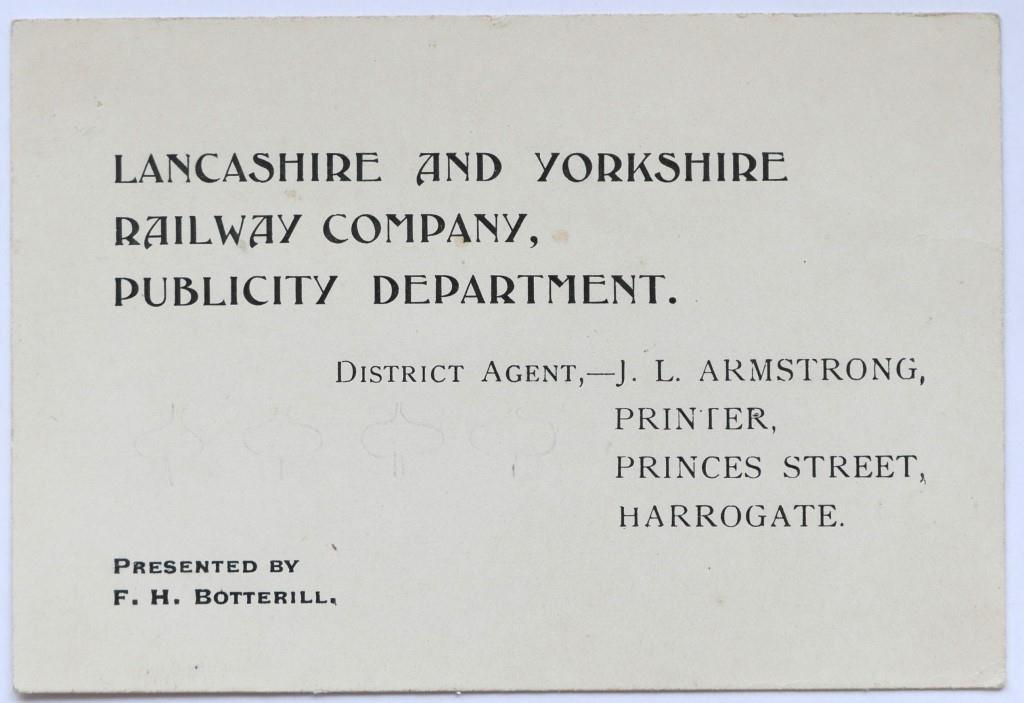 LANCASHIRE AND YORKSHIRE
RAILWAY COMPANY,
PUBLICITY DEPARTMENT.
DISTRICT AGENT,—J. L. ARMSTRONG,
PRINTER,
PRINCES STREET,
HARROGATE.
PRESENTED BY
F. H. BOTTERILL,